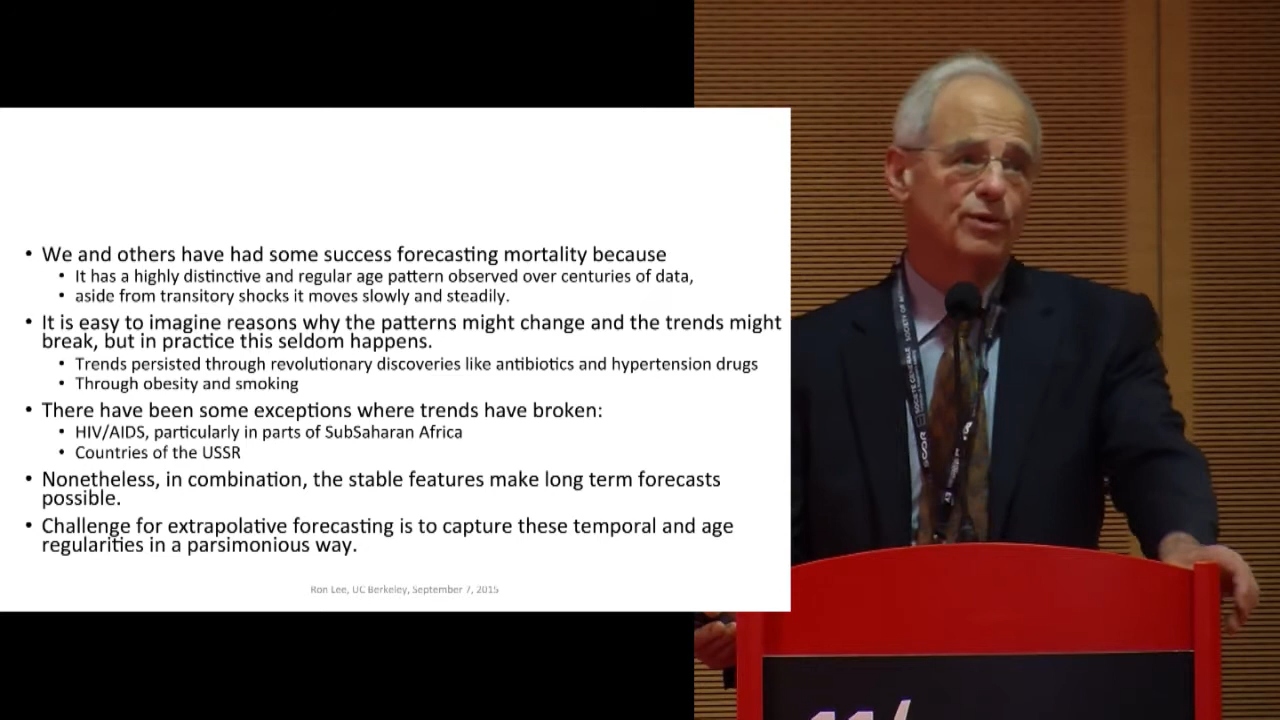 • We and others have had some success forecasting mortality because
• It has a highly distinctive and regular age pattern observed over centuries of data,
• aside from transitory shocks it moves slowly and steadily.
• It is easy to imagine reasons why the patterns might change and the trends might
break, but in practice this seldom happens.
• Trends persisted through revolutionary discoveries like antibiotics and hypertension drugs
• Through obesity and smoking
• There have been some exceptions where trends have broken:
• HIV/AIDS, particularly in parts of SubSaharan Africa
• Countries of the USSR
• Nonetheless, in combination, the stable features make long term forecasts
possible.
• Challenge for extrapolative forecasting is to capture these temporal and age
regularities in a parsimonious way.
Ron Lee, UC Berkeley, September 7, 2015
SOCIETE GENERALE
SCOR